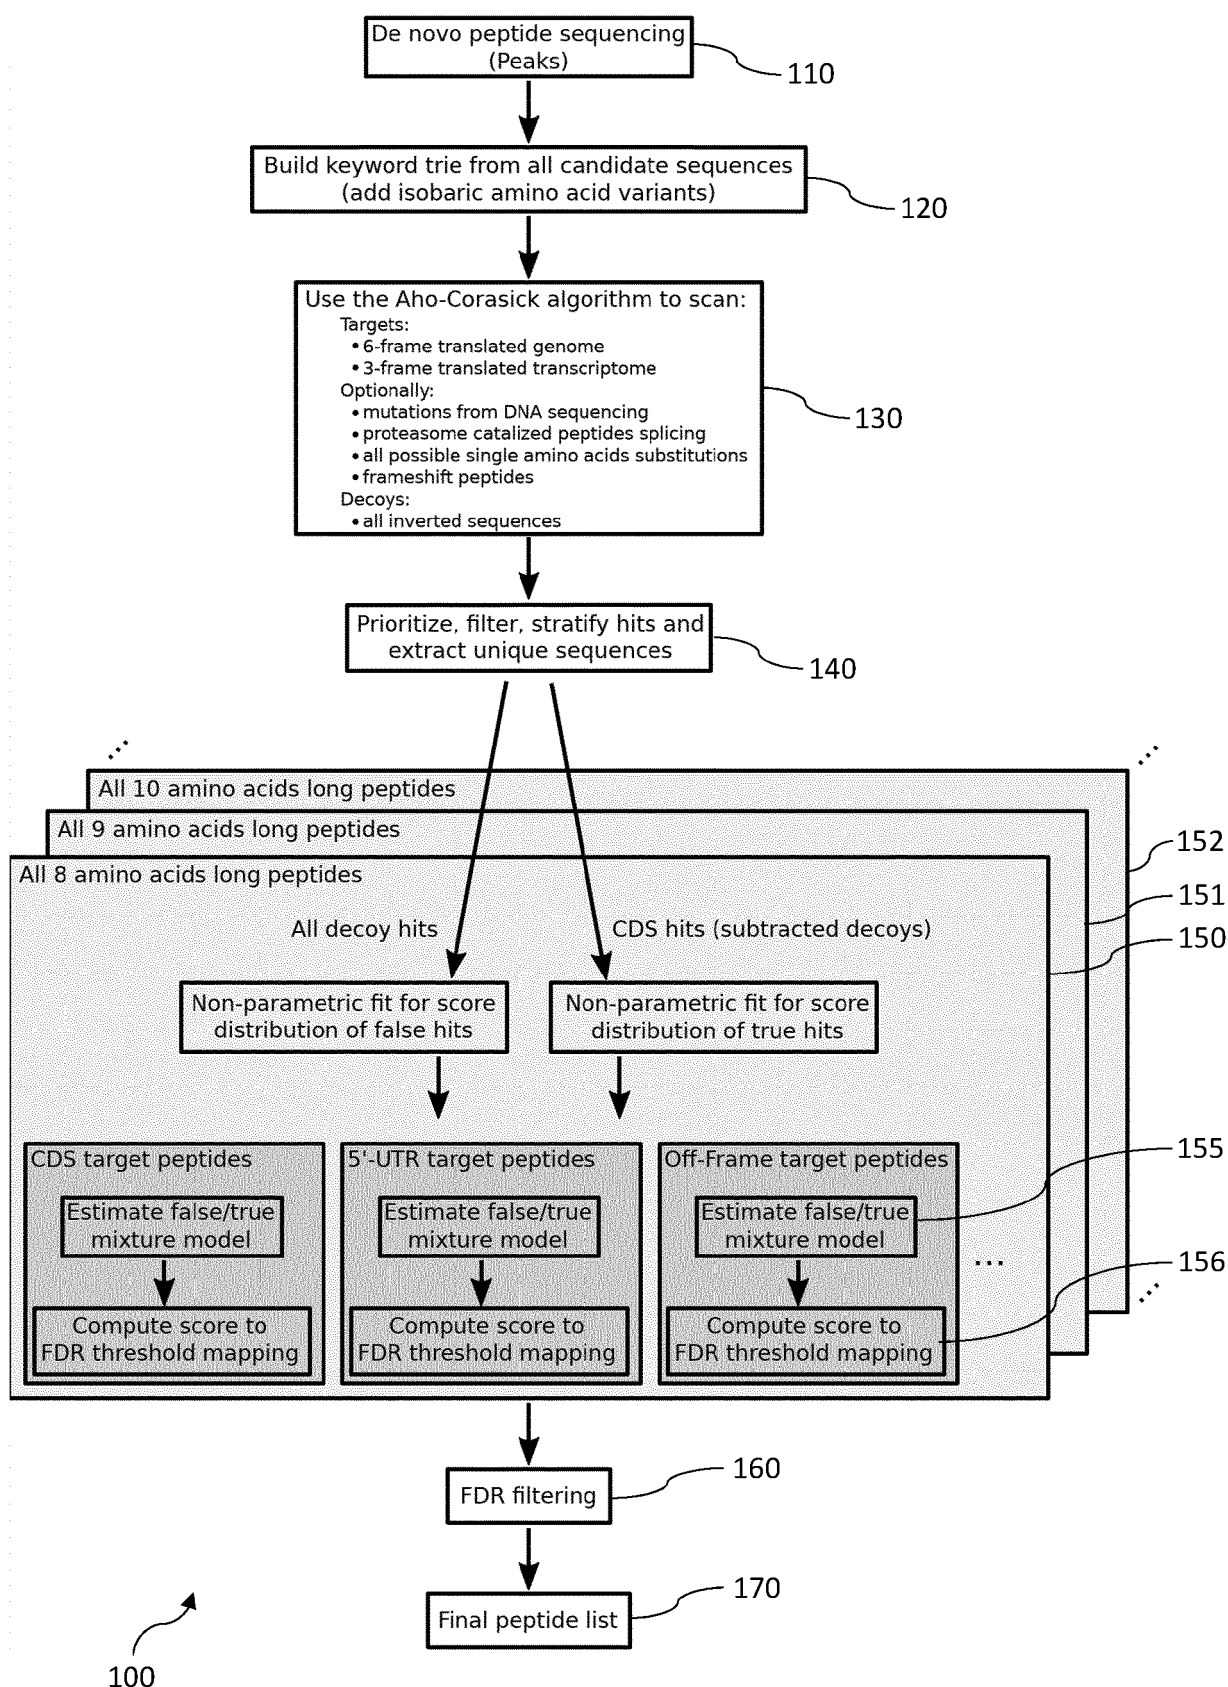 De novo peptide sequencing
(Peaks)
110
Build keyword trie from all candidate sequences
(add isobaric amino acid variants)
120
Use the Aho-Corasick algorithm to scan:
Targets:
• 6-frame translated genome
• 3-frame translated transcriptome
Optionally:
• mutations from DNA sequencing
• proteasome catalized peptides splicing
• all possible single amino acids substitutions
• frameshift peptides
Decoys:
• all inverted sequences
130
Prioritize, filter, stratify hits and
extract unique sequences
140
...
...
All 10 amino acids long peptides
All 9 amino acids long peptides
All 8 amino acids long peptides
152
151
150
All decoy hits
CDS hits (subtracted decoys)
Non-parametric fit for score
distribution of false hits
Non-parametric fit for score
distribution of true hits
CDS target peptides
Estimate false/true
mixture model
Compute score to
FDR threshold mapping
5'-UTR target peptides
Estimate false/true
mixture model
Compute score to
FDR threshold mapping
Off-Frame target peptides
Estimate false/true
mixture model
Compute score to
FDR threshold mapping
...
155
156
...
FDR filtering
160
Final peptide list
170
100